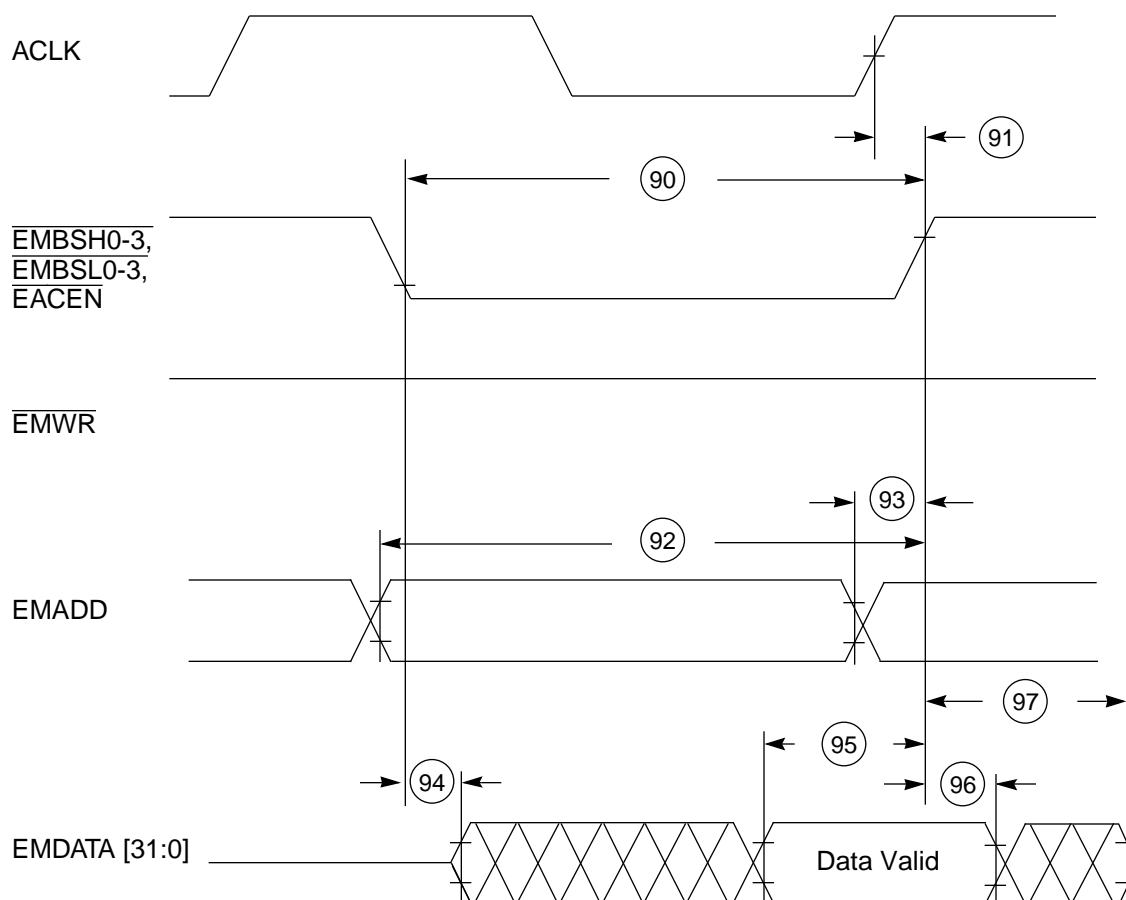 ACLK
91
90
EMBSH0-3,
EMBSL0-3,
EACEN
EMWR
93
92
EMADD
97
95
94
96
EMDATA [31:0]
Data Valid